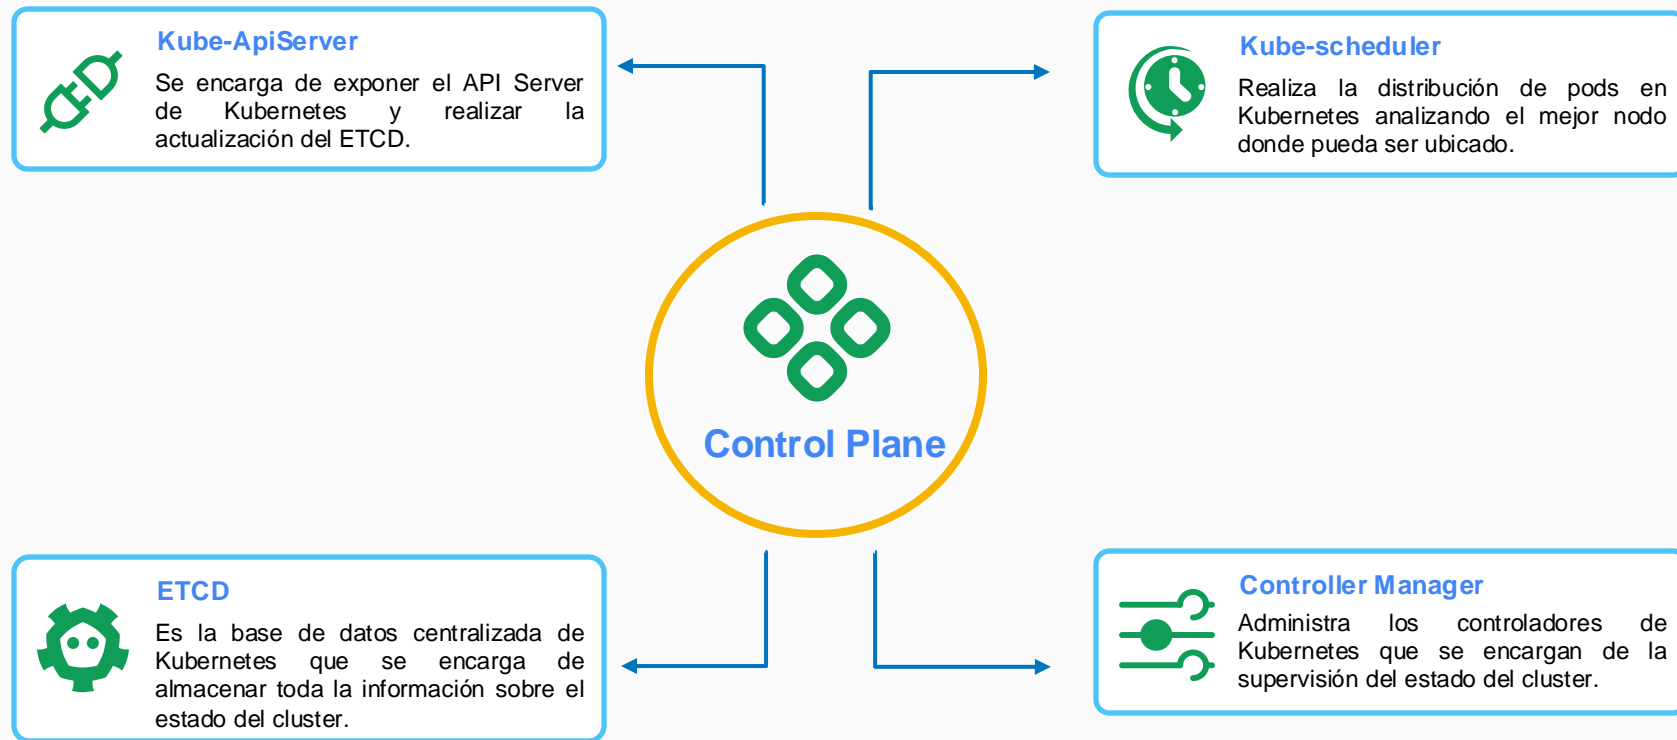 Kube-ApiServer
Se encarga de exponer el API Server
de Kubernetes y realizar la
actualización del ETCD.
Kube-scheduler
Realiza la distribución de pods en
Kubernetes analizando el mejor nodo
donde pueda ser ubicado.
Control Plane
ETCD
Es la base de datos centralizada de
Kubernetes que se encarga de
almacenar toda la información sobre el
estado del cluster.
Controller Manager
Administra los controladores de
Kubernetes que se encargan de la
supervisión del estado del cluster.